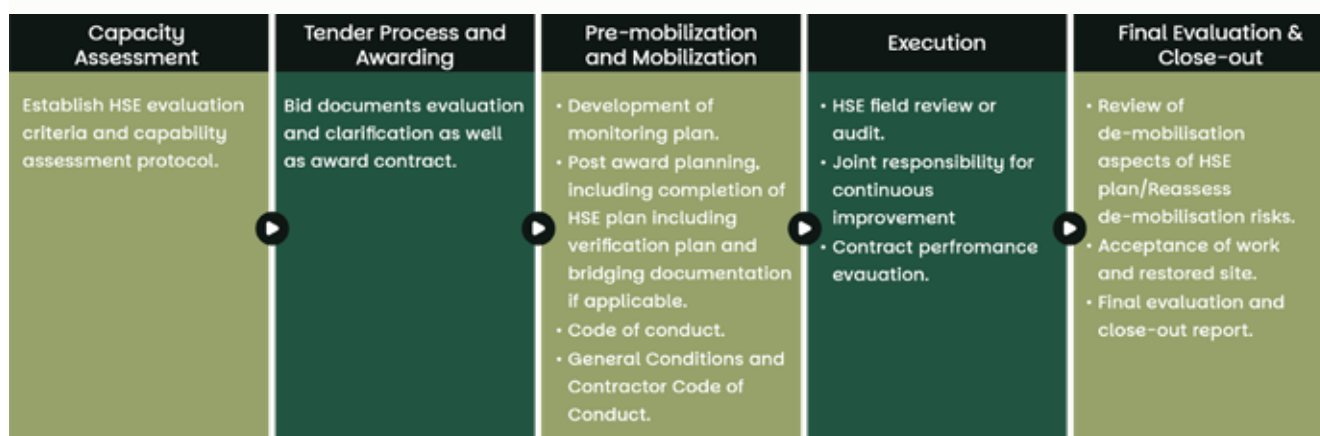 Capacity
Assessment
Establish HSE evaluation
criteria and capability
assessment protocol.
Tender Process and
Awarding
Bid documents evaluation
and clarification as well
as award contract.
Pre-mobilization
and Mobilization
• Development of
monitoring plan.
• Post award planning,
including completion of
HSE plan including
verification plan and
bridging documentation
if applicable.
• Code of conduct.
• General Conditions and
Contractor Code of
Conduct.
Execution
• HSE field review or
audit.
• Joint responsibility for
continuous
improvement
• Contract perfromance
evauation.
Final Evaluation &
Close-out
• Review of
de-mobilisation
aspects of HSE
plan/Reassess
de-mobilisation risks.
• Acceptance of work
and restored site.
• Final evaluation and
close-out report.